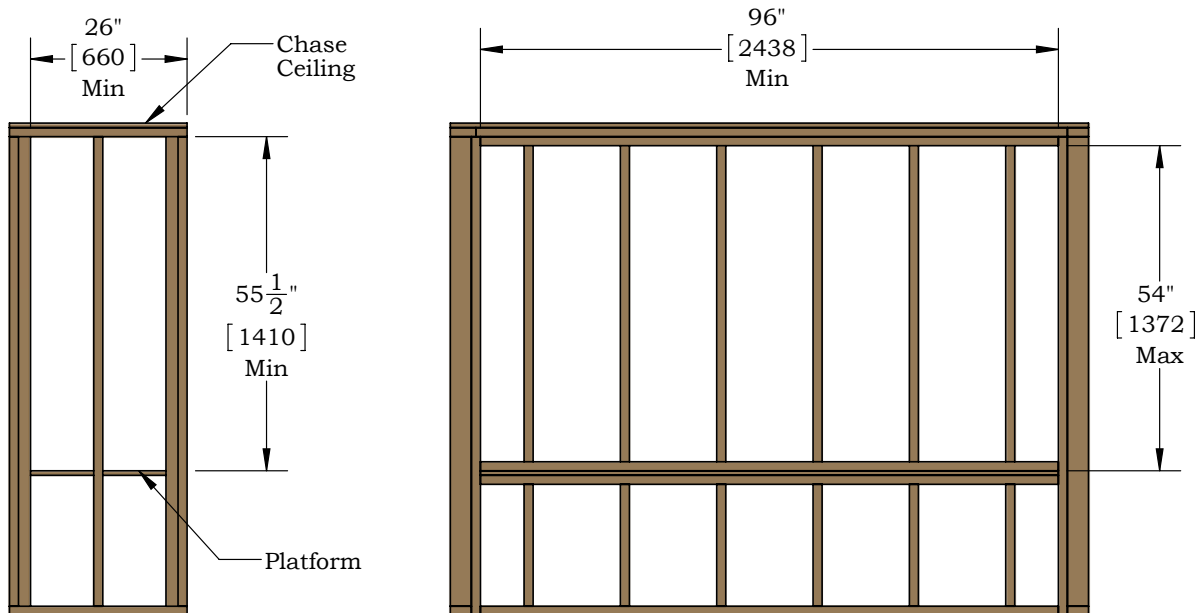 26"
[660]
Min
Chase
Ceiling
96"
[2438]
Min
55 1/2"
[1410]
Min
54"
[1372]
Max
Platform